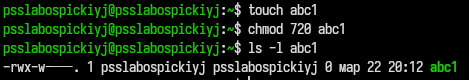 psslabospickiyj@psslabospickiyj:~$ touch abc1
psslabospickiyj@psslabospickiyj:~$ chmod 720 abc1
psslabospickiyj@psslabospickiyj:~$ ls -l abc1
-rwx-w----. 1 psslabospickiyj psslabospickiyj 0 мар 22 20:12 abc1